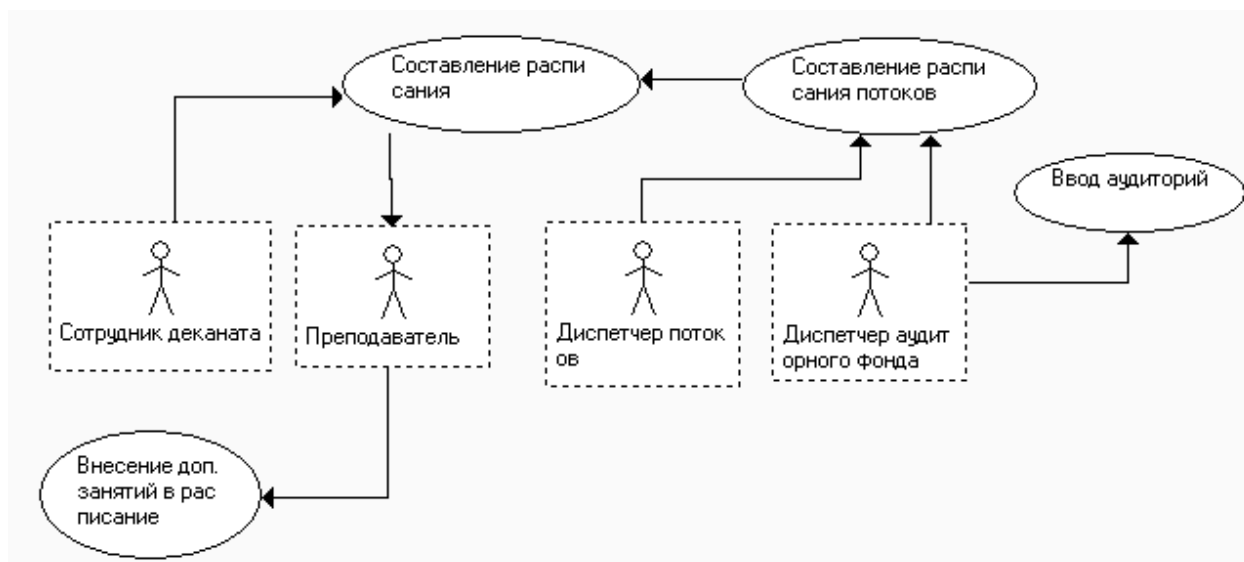 Составление распи
сания
Составление распи
сания потоков
Ввод аудиторий
Сотрудник деканата
Преподаватель
Диспетчер поток
ов
Диспетчер аудит
орного фонда
Внесение доп.
занятий в рас
писание